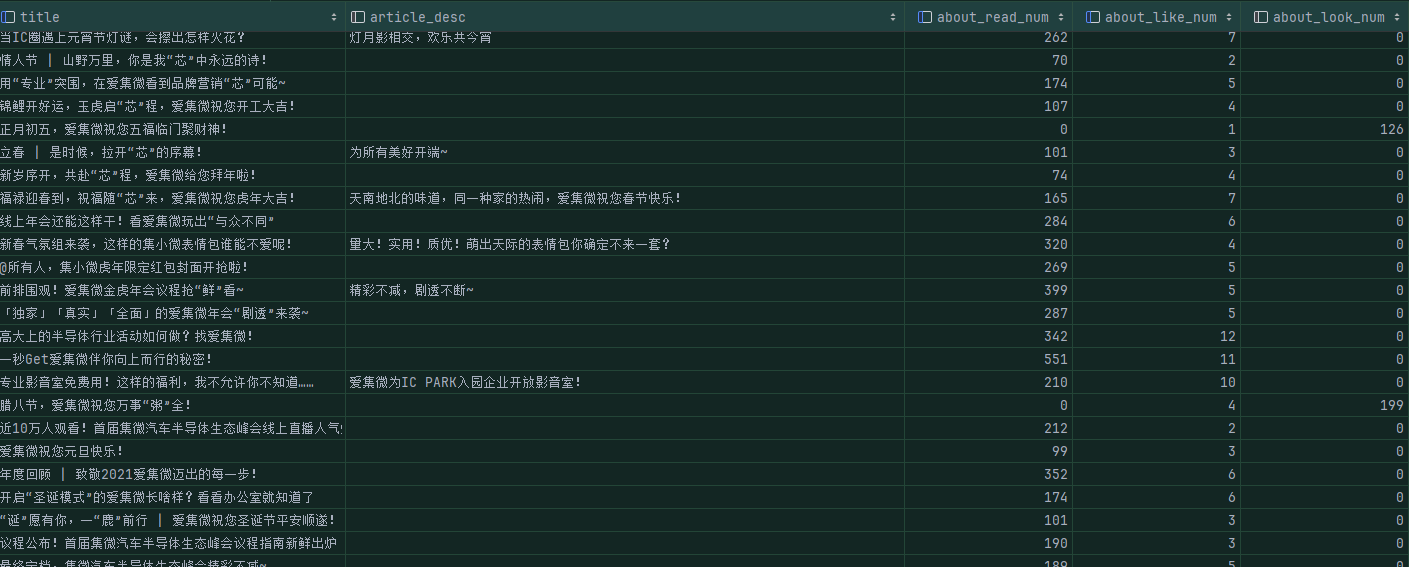 title article_desc about_read_num about_like_num about_look_num
当IC圈遇上元宵节灯谜，会擦出怎样火花？ 灯月影相交，欢乐共今宵 262 7 0
情人节 | 山野万里，你是我“芯”中永远的诗！ 70 2 0
用“专业”突围，在爱集微看到品牌营销“芯”可能~ 174 5 0
锦鲤开好运，玉虎启“芯”程，爱集微祝您开工大吉！ 107 4 0
正月初五，爱集微祝您五福临门聚财神！ 0 1 126
立春 | 是时候，拉开“芯”的序幕！ 为所有美好开端~ 101 3 0
新岁序开，共赴“芯”程，爱集微给您拜年啦！ 74 4 0
福禄迎春到，祝福随“芯”来，爱集微祝您虎年大吉！ 天南地北的味道，同一种家的热闹，爱集微祝您春节快乐！ 165 7 0
线上年会还能这样干！看爱集微玩出“与众不同” 284 6 0
新春气氛组来袭，这样的集小微表情包谁能不爱呢！ 量大！实用！质优！萌出天际的表情包你确定不来一套？ 320 4 0
@所有人，集小微虎年限定红包封面开抢啦！ 269 5 0
前排围观！爱集微金虎年会议程抢“鲜”看~ 精彩不减，剧透不断~ 399 5 0
「独家」「真实」「全面」的爱集微年会“剧透”来袭~ 287 5 0
高大上的半导体行业活动如何做？找爱集微！ 342 12 0
一秒Get爱集微伴你向上而行的秘密！ 551 11 0
专业影音室免费用！这样的福利，我不允许你不知道…… 爱集微为IC PARK入园企业开放影音室！ 210 10 0
腊八节，爱集微祝您万事“粥”全！ 0 4 199
近10万人观看！首届集微汽车半导体生态峰会线上直播人气 212 2 0
爱集微祝您元旦快乐！ 99 3 0
年度回顾 | 致敬2021爱集微迈出的每一步！ 352 6 0
开启“圣诞模式”的爱集微长啥样？看看办公室就知道了 174 6 0
“诞”愿有你，一“鹿”前行 | 爱集微祝您圣诞节平安顺遂！ 101 3 0
议程公布！首届集微汽车半导体生态峰会议程指南新鲜出炉 190 3 0
最终定档，集微汽车半导体生态峰会精彩不减~ 189 5 0